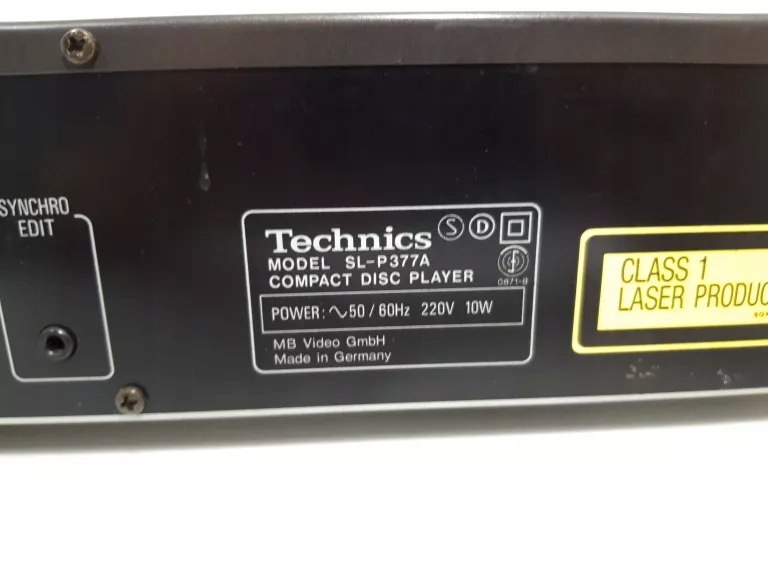 SYNCHRO
EDIT
Technics
S D
MODEL SL-P377A
COMPACT DISC PLAYER
POWER: ∿50/60Hz 220V 10W
MB Video GmbH
Made in Germany
CLASS 1
LASER PRODUC